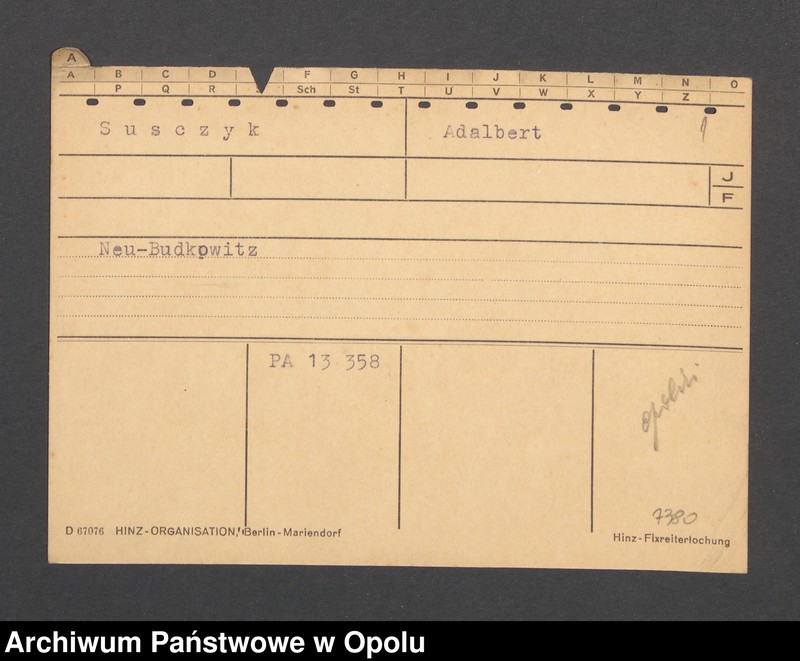 A
A B C D F G H I J K L M N O
P Q R Sch St T U V W X Y Z
Susczyk Adalbert
J
F
Neu-Budkowitz
PA 13 358
opolski
7380
D 67076 HINZ-ORGANISATION, Berlin-Mariendorf
Hinz-Fixreiterlochung
Archiwum Państwowe w Opolu